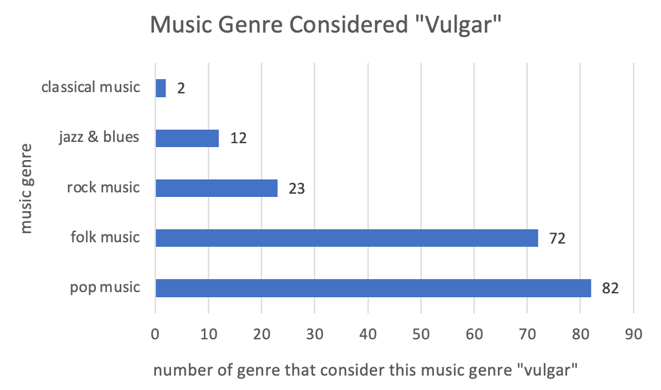 Music Genre Considered "Vulgar"
music genre
classical music 2
jazz & blues 12
rock music 23
folk music 72
pop music 82
0 10 20 30 40 50 60 70 80 90
number of genre that consider this music genre "vulgar"